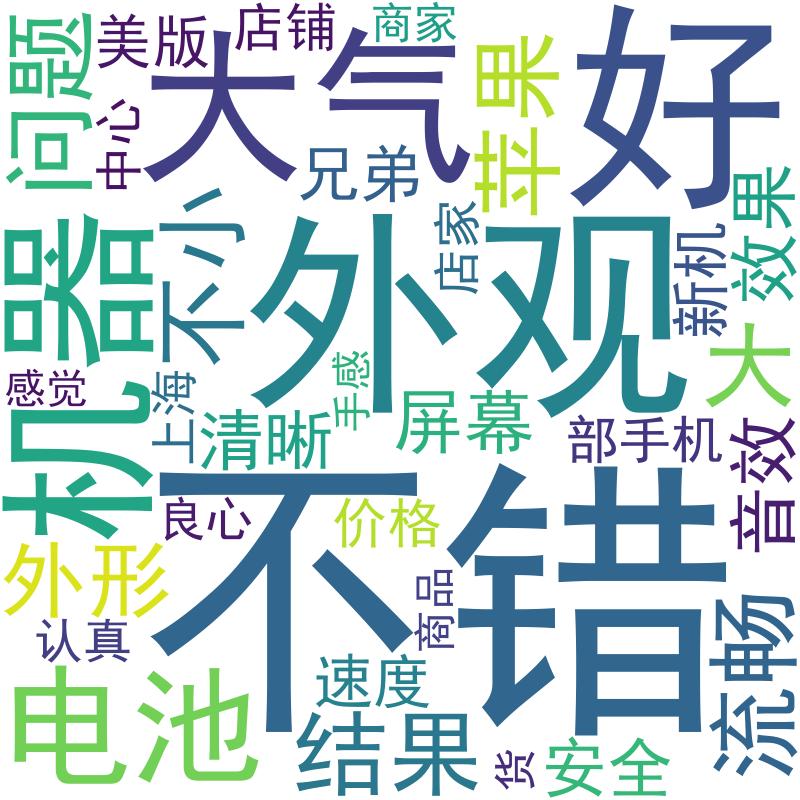 问题
美版
店铺
商家
中心
大气
苹果
好
兄弟
机器
不小
外观
店家
新机
效果
感觉
上海
手感
清晰
屏幕
部手机
大
音效
不错
良心
价格
外形
认真
商品
流畅
电池
速度
结果
货
安全